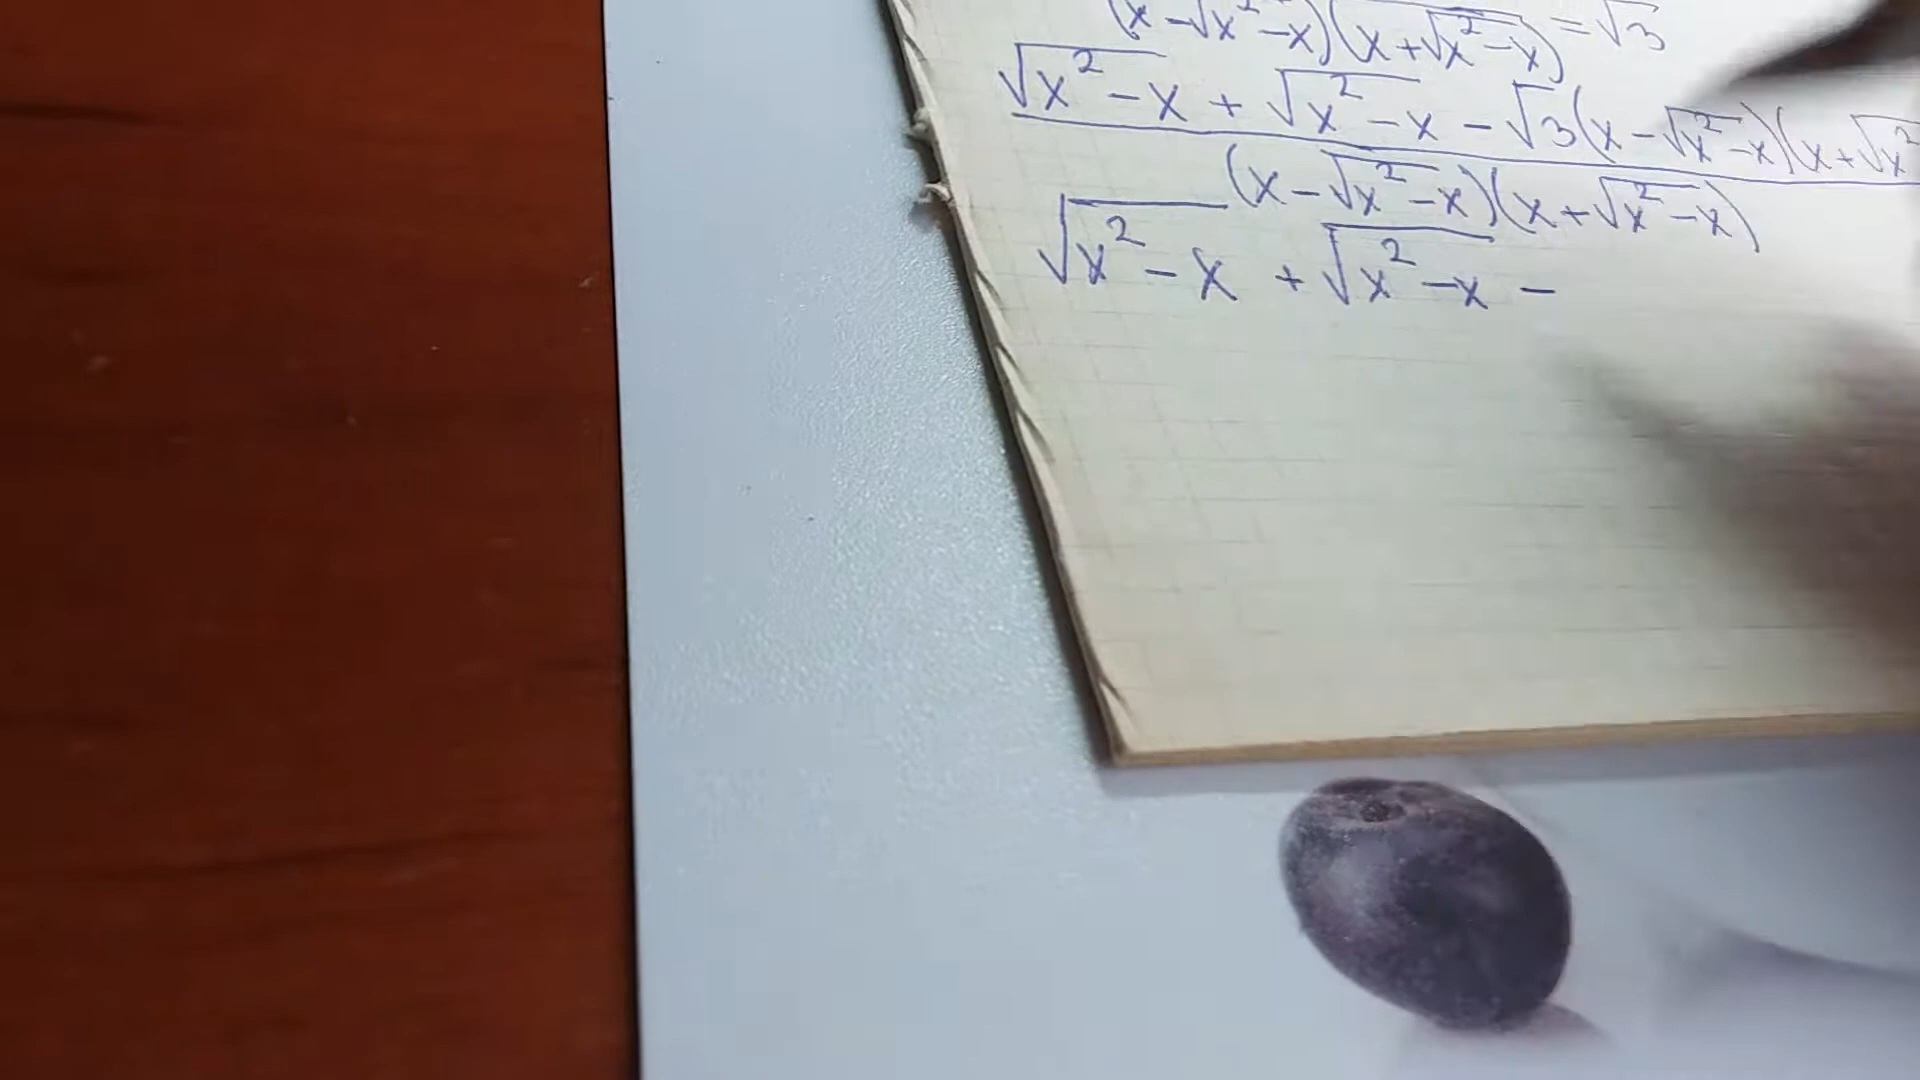 (x-√x²-x)(x+√x²-x) = √3
√x²-x + √x²-x - √3(x-√x²-x)(x+√x²
(x-√x²-x)(x+√x²-x)
√x²-x + √x²-x -